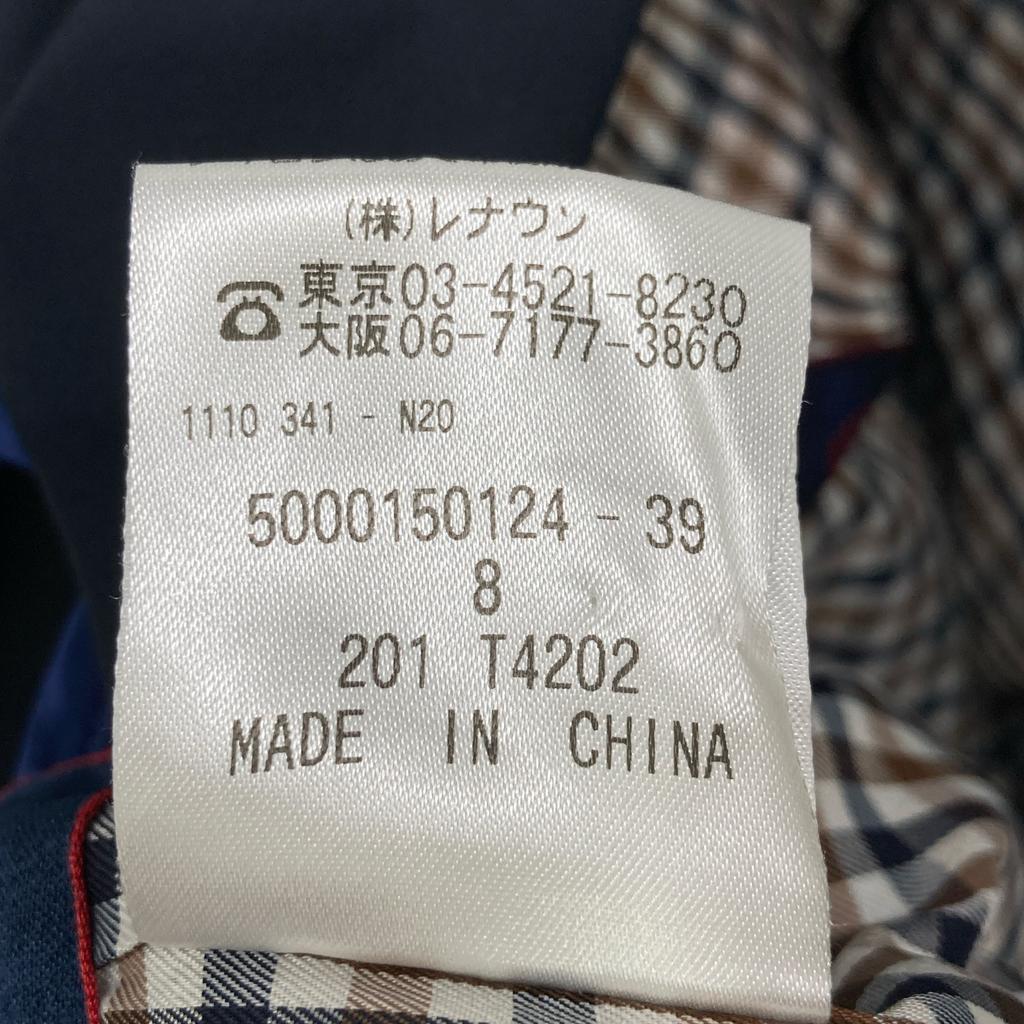 (株)レナウン
☎東京03-4521-8230
大阪06-7177-3860
1110 341 - N20
5000150124 - 39
8
201 T4202
MADE IN CHINA